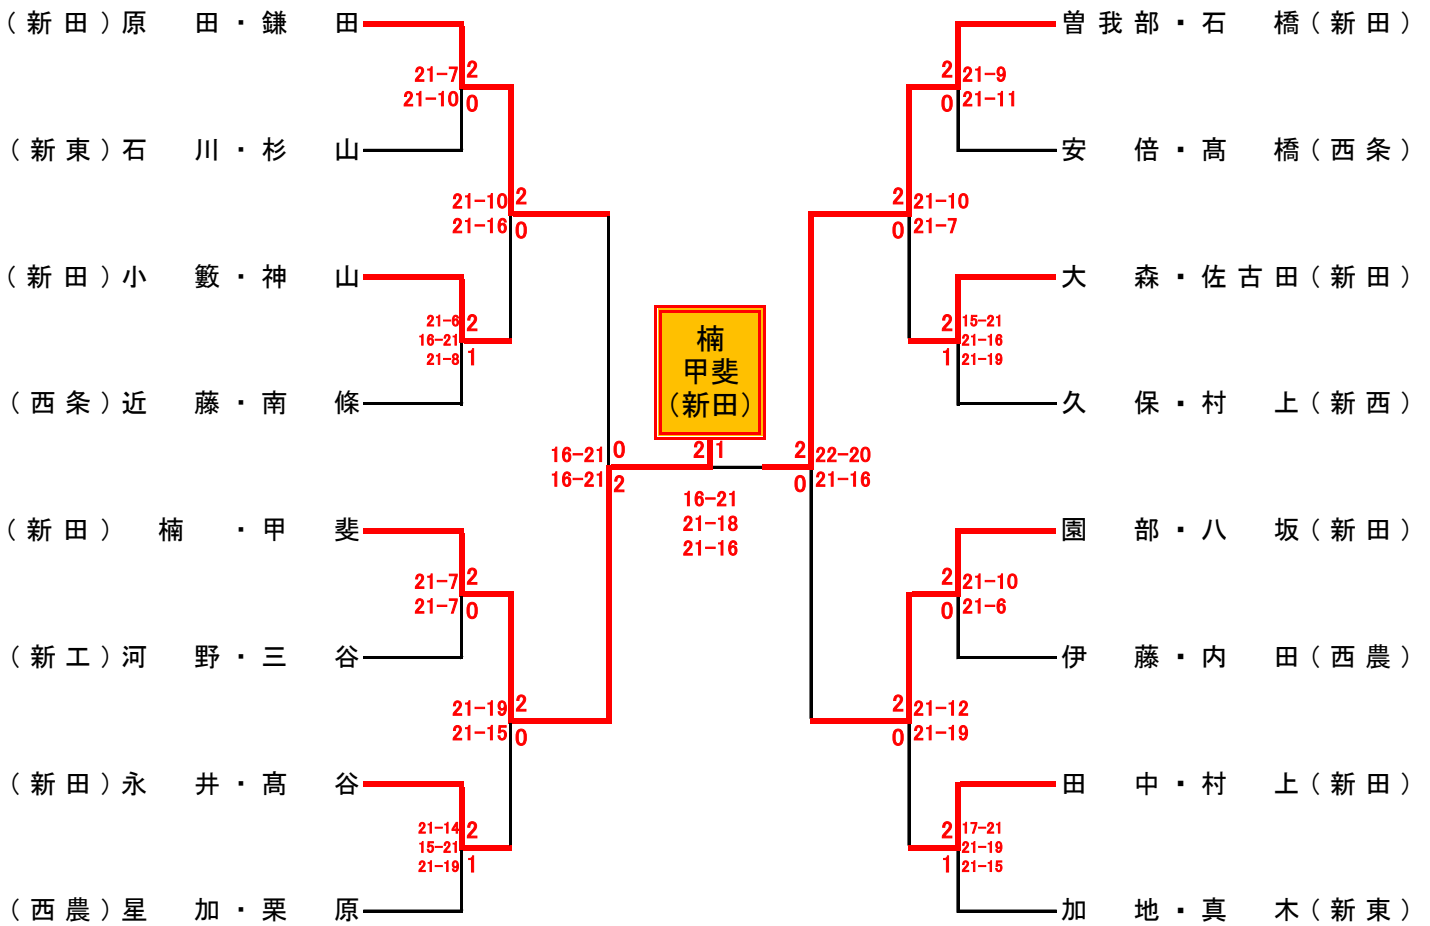 （新田）原　田・鎌　田
21-7 2
21-10 0
（新東）石　川・杉　山
21-10 2
21-16 0
（新田）小　籔・神　山
21-6 2
16-21
21-8 1
（西条）近　藤・南　條
16-21 0
16-21 2
（新田）　楠　・甲　斐
21-7 2
21-7 0
（新工）河　野・三　谷
21-19 2
21-15 0
（新田）永　井・髙　谷
21-14 2
15-21
21-19 1
（西農）星　加・栗　原
楠
甲斐
（新田）
2 1
16-21
21-18
21-16
曽我部・石　橋（新田）
2 21-9
0 21-11
安　倍・髙　橋（西条）
2 21-10
0 21-7
大　森・佐古田（新田）
2 15-21
21-16
1 21-19
久　保・村　上（新西）
2 22-20
0 21-16
園　部・八　坂（新田）
2 21-10
0 21-6
伊　藤・内　田（西農）
2 21-12
0 21-19
田　中・村　上（新田）
2 17-21
21-19
1 21-15
加　地・真　木（新東）